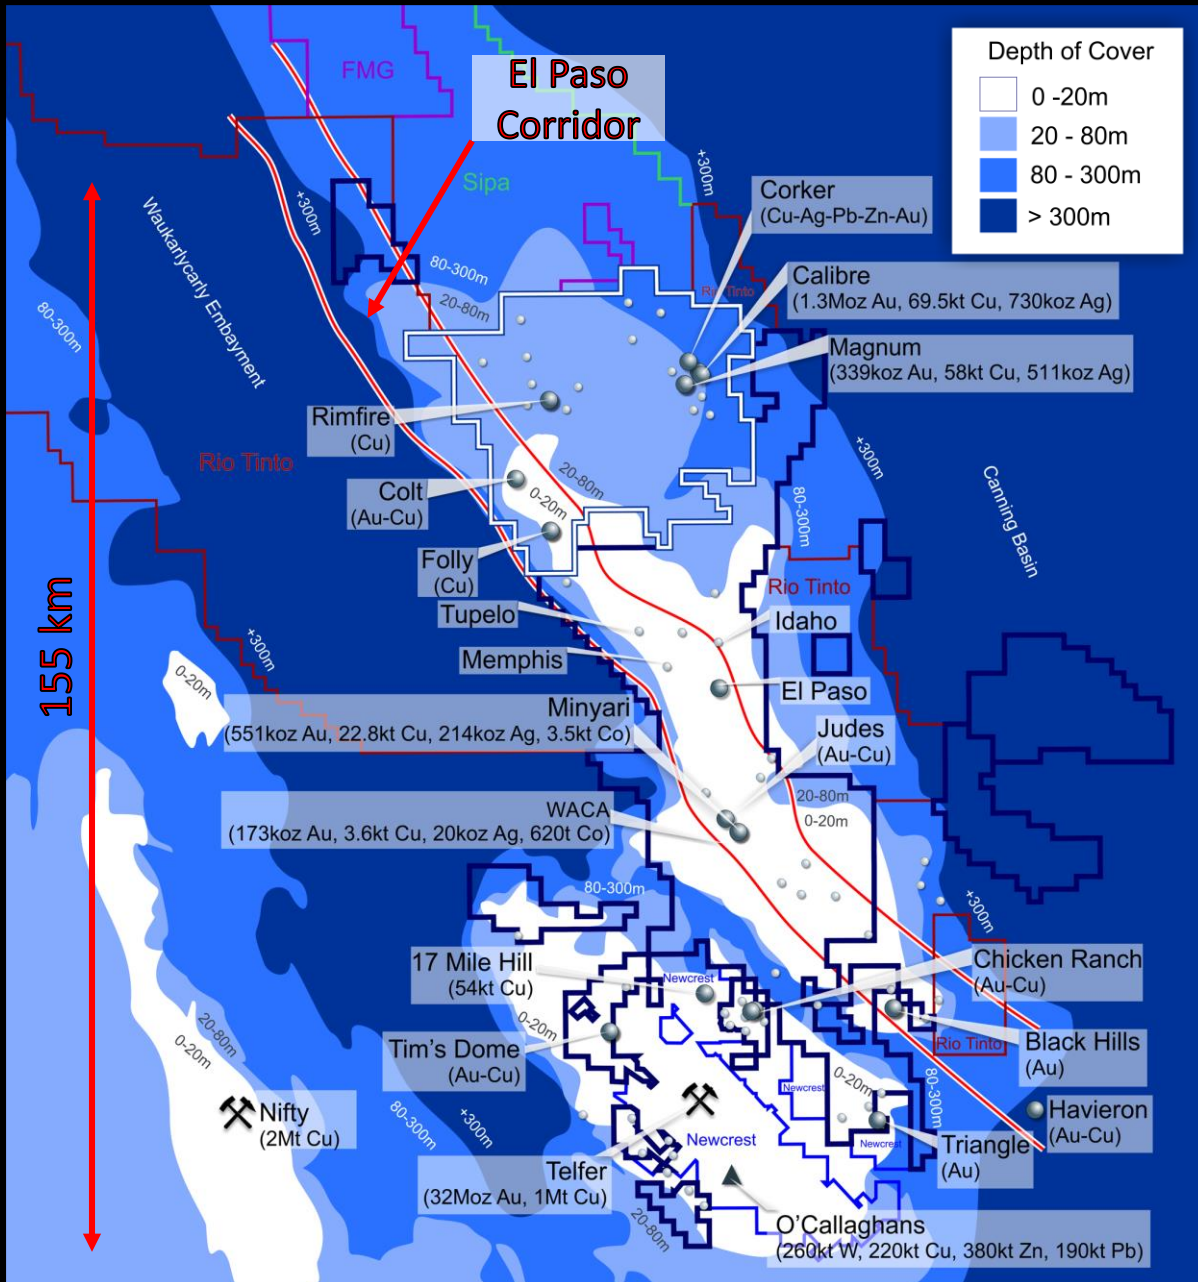 Depth of Cover
0 -20m
20 - 80m
80 - 300m
> 300m
FMG
El Paso
Corridor
Sipa
+300m
Corker
(Cu-Ag-Pb-Zn-Au)
+300m
Waukarlycarly Embayment
80-300m
20-80m
Rio Tinto
Calibre
(1.3Moz Au, 69.5kt Cu, 730koz Ag)
80-300m
Magnum
(339koz Au, 58kt Cu, 511koz Ag)
Rimfire
(Cu)
Rio Tinto
20-80m
+300m
Canning Basin
Colt
(Au-Cu)
0-20m
80-300m
Folly
(Cu)
Rio Tinto
Tupelo
Idaho
155 km
+300m
Memphis
0-20m
El Paso
Minyari
(551koz Au, 22.8kt Cu, 214koz Ag, 3.5kt Co)
Judes
(Au-Cu)
20-80m
0-20m
WACA
(173koz Au, 3.6kt Cu, 20koz Ag, 620t Co)
80-300m
+300m
17 Mile Hill
(54kt Cu)
Newcrest
Chicken Ranch
(Au-Cu)
0-20m
20-80m
0-20m
Tim's Dome
(Au-Cu)
Rio Tinto
Black Hills
(Au)
Newcrest
0-20m
80-300m
Nifty
(2Mt Cu)
80-300m
+300m
Havieron
(Au-Cu)
Newcrest
Newcrest
Triangle
(Au)
Telfer
(32Moz Au, 1Mt Cu)
20-80m
O'Callaghans
(260kt W, 220kt Cu, 380kt Zn, 190kt Pb)